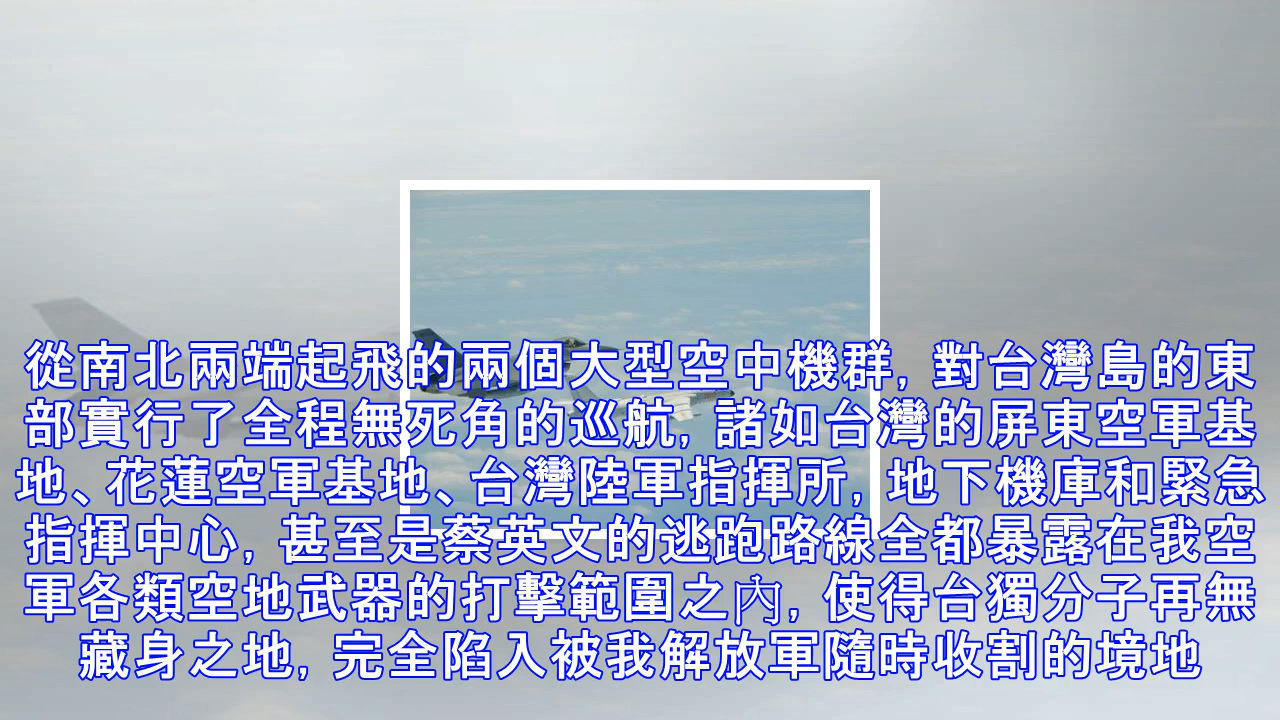 從南北兩端起飛的兩個大型空中機群, 對台灣島的東
部實行了全程無死角的巡航, 諸如台灣的屏東空軍基
地、花蓮空軍基地、台灣陸軍指揮所, 地下機庫和緊急
指揮中心, 甚至是蔡英文的逃跑路線全都暴露在我空
軍各類空地武器的打擊範圍之內, 使得台獨分子再無
藏身之地, 完全陷入被我解放軍隨時收割的境地